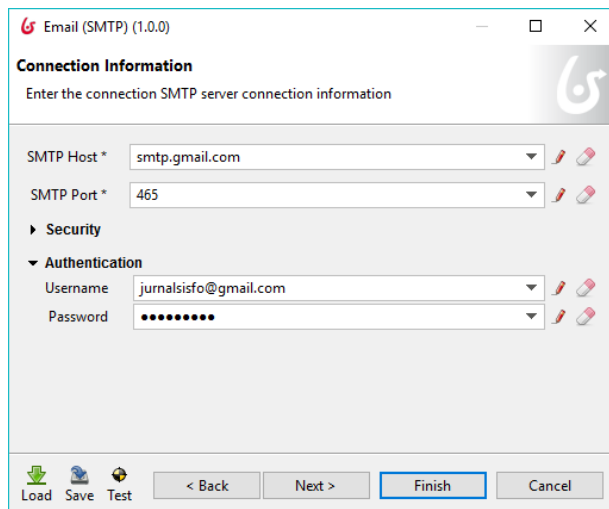 Email (SMTP) (1.0.0)
Connection Information
Enter the connection SMTP server connection information
SMTP Host * smtp.gmail.com
SMTP Port * 465
Security
Authentication
Username jurnalsisfo@gmail.com
Password •••••••••
Load Save Test < Back Next > Finish Cancel